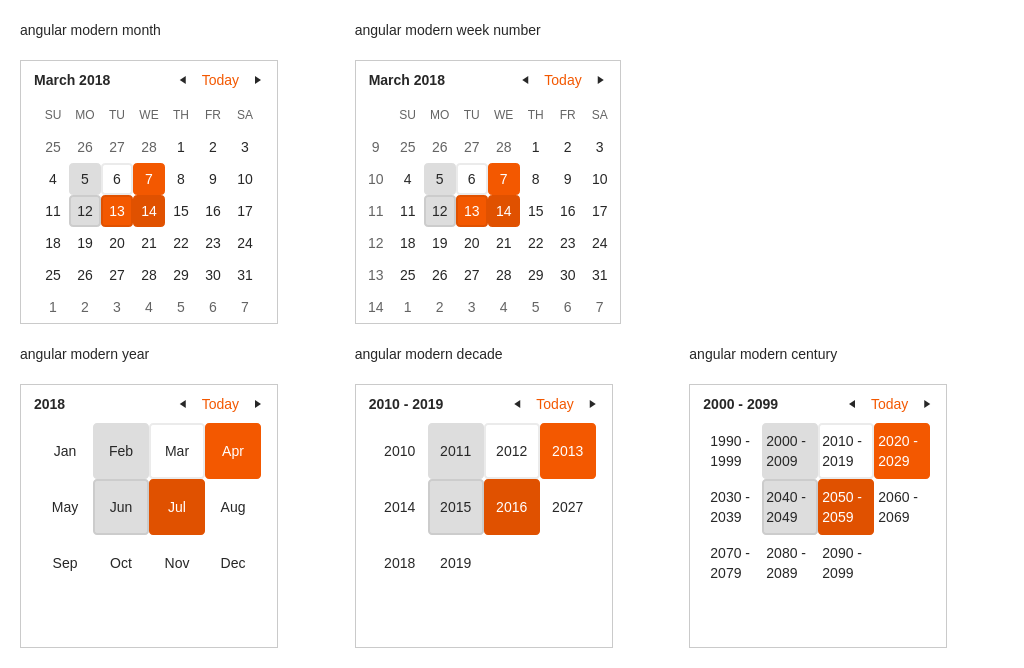 angular modern month
March 2018 Today
SU MO TU WE TH FR SA
25 26 27 28 1 2 3
4 5 6 7 8 9 10
11 12 13 14 15 16 17
18 19 20 21 22 23 24
25 26 27 28 29 30 31
1 2 3 4 5 6 7
angular modern week number
March 2018 Today
SU MO TU WE TH FR SA
9 25 26 27 28 1 2 3
10 4 5 6 7 8 9 10
11 11 12 13 14 15 16 17
12 18 19 20 21 22 23 24
13 25 26 27 28 29 30 31
14 1 2 3 4 5 6 7
angular modern year
2018 Today
Jan Feb Mar Apr
May Jun Jul Aug
Sep Oct Nov Dec
angular modern decade
2010 - 2019 Today
2010 2011 2012 2013
2014 2015 2016 2027
2018 2019
angular modern century
2000 - 2099 Today
1990 - 2000 - 2010 - 2020 -
1999 2009 2019 2029
2030 - 2040 - 2050 - 2060 -
2039 2049 2059 2069
2070 - 2080 - 2090 -
2079 2089 2099